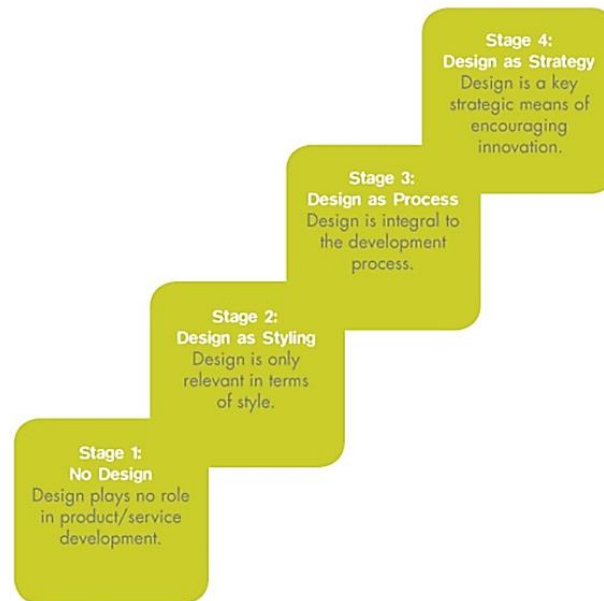 Stage 4:
Design as Strategy
Design is a key
strategic means of
encouraging
innovation.
Stage 3:
Design as Process
Design is integral to
the development
process.
Stage 2:
Design as Styling
Design is only
relevant in terms
of style.
Stage 1:
No Design
Design plays no role
in product/service
development.